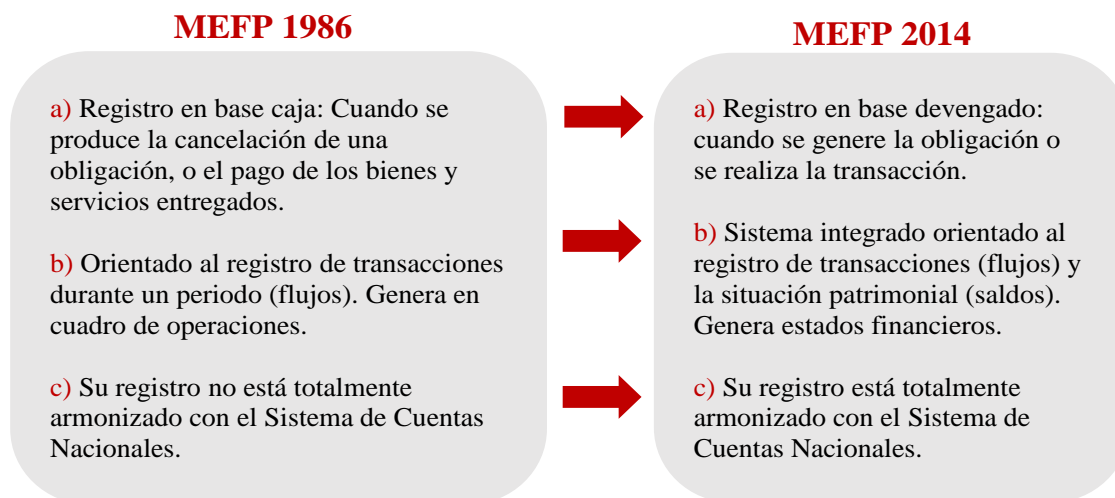 MEFP 1986
a) Registro en base caja: Cuando se
produce la cancelación de una
obligación, o el pago de los bienes y
servicios entregados.
b) Orientado al registro de transacciones
durante un periodo (flujos). Genera en
cuadro de operaciones.
c) Su registro no está totalmente
armonizado con el Sistema de Cuentas
Nacionales.
MEFP 2014
a) Registro en base devengado:
cuando se genere la obligación o
se realiza la transacción.
b) Sistema integrado orientado al
registro de transacciones (flujos) y
la situación patrimonial (saldos).
Genera estados financieros.
c) Su registro está totalmente
armonizado con el Sistema de
Cuentas Nacionales.